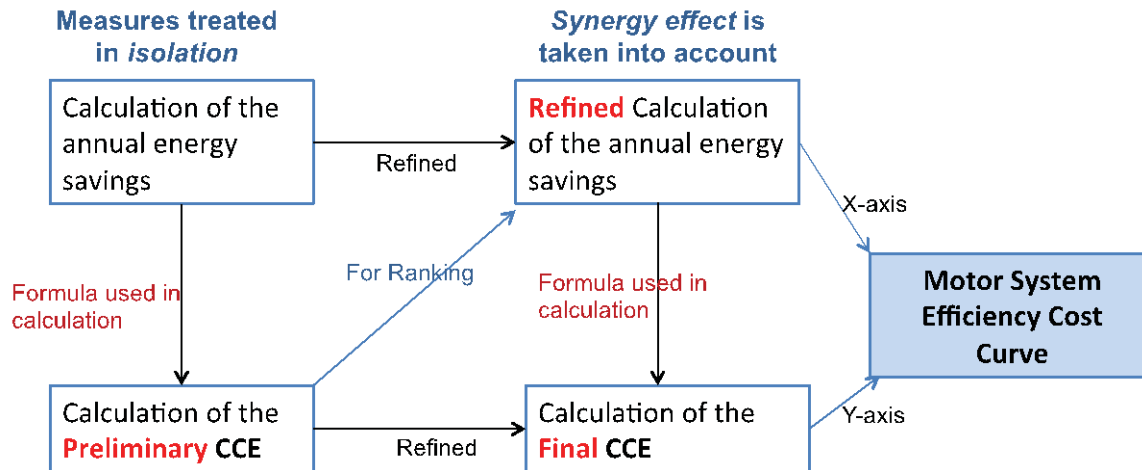 Measures treated
in isolation
Synergy effect is
taken into account
Calculation of the
annual energy
savings
Refined
Refined Calculation
of the annual energy
savings
X-axis
Formula used in
calculation
For Ranking
Formula used in
calculation
Motor System
Efficiency Cost
Curve
Calculation of the
Preliminary CCE
Refined
Calculation of the
Final CCE
Y-axis